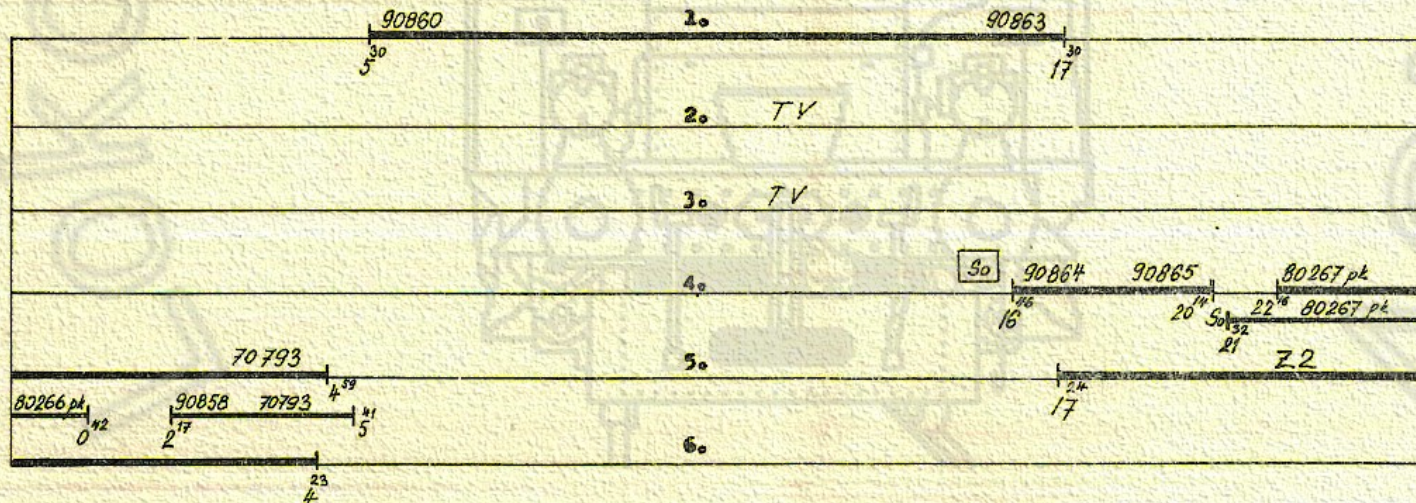 90860 1. 90863
5 30 17 30
2. TV
3. TV
So 90864 90865 80267 pk
4.
16 46 20 14 So 22 16 80267 pk
21 32
70793 5. Z2
4 59 17 24
80266 pk 90858 70793
0 42 2 17 5 41
6.
4 23